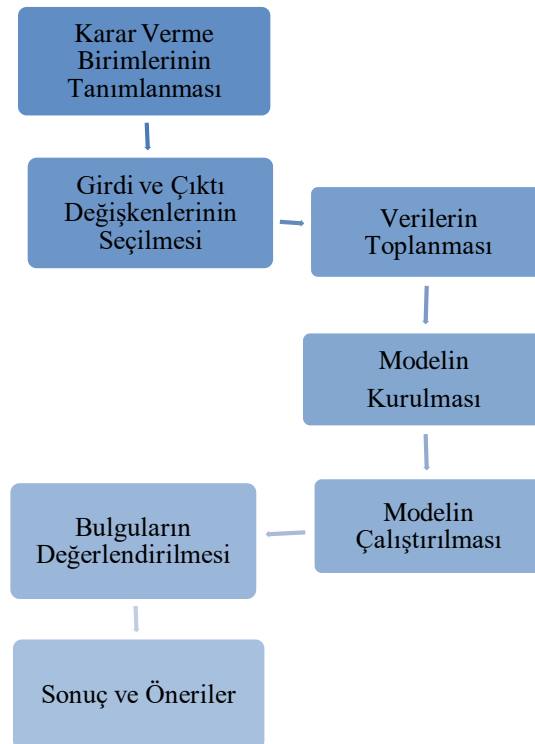 Karar Verme
Birimlerinin
Tanımlanması
Girdi ve Çıktı
Değişkenlerinin
Seçilmesi
Verilerin
Toplanması
Modelin
Kurulması
Modelin
Çalıştırılması
Bulguların
Değerlendirilmesi
Sonuç ve Öneriler